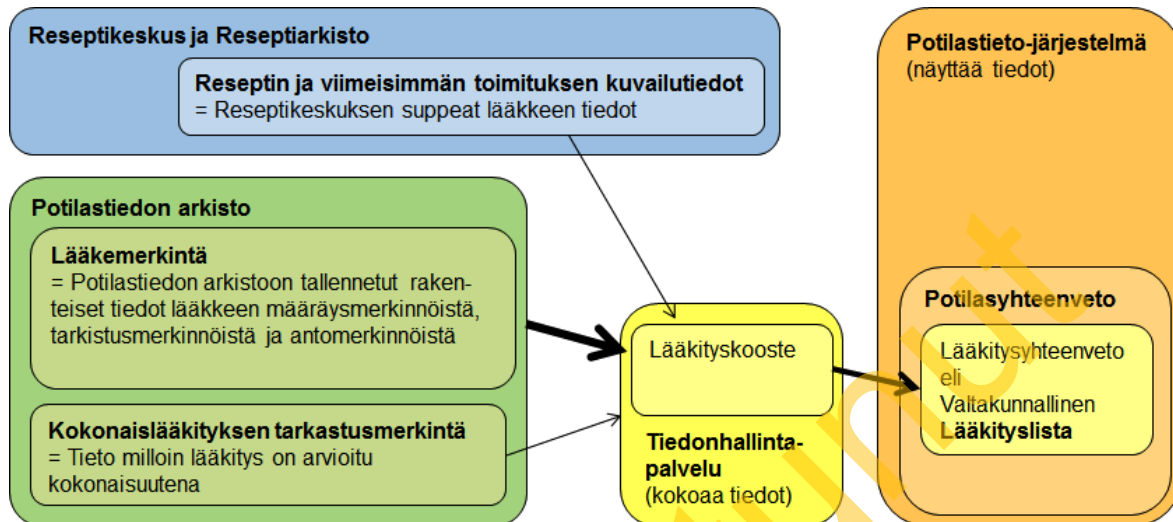 Reseptikeskus ja Reseptiarkisto
Reseptin ja viimeisimmän toimituksen kuvailutiedot
= Reseptikeskuksen suppeat lääkkeen tiedot
Potilastiedon arkisto
Lääkemerkintä
= Potilastiedon arkistoon tallennetut raken-
teiset tiedot lääkkeen määräysmerkinnöistä,
tarkistusmerkinnöistä ja antomerkinnöistä
Kokonaislääkityksen tarkastusmerkintä
= Tieto milloin lääkitys on arvioitu
kokonaisuutena
Lääkityskooste
Tiedonhallinta-
palvelu
(kokoaa tiedot)
Potilastieto-järjestelmä
(näyttää tiedot)
Potilasyhteenveto
Lääkitysyhteenveto
eli
Valtakunnallinen
Lääkityslista